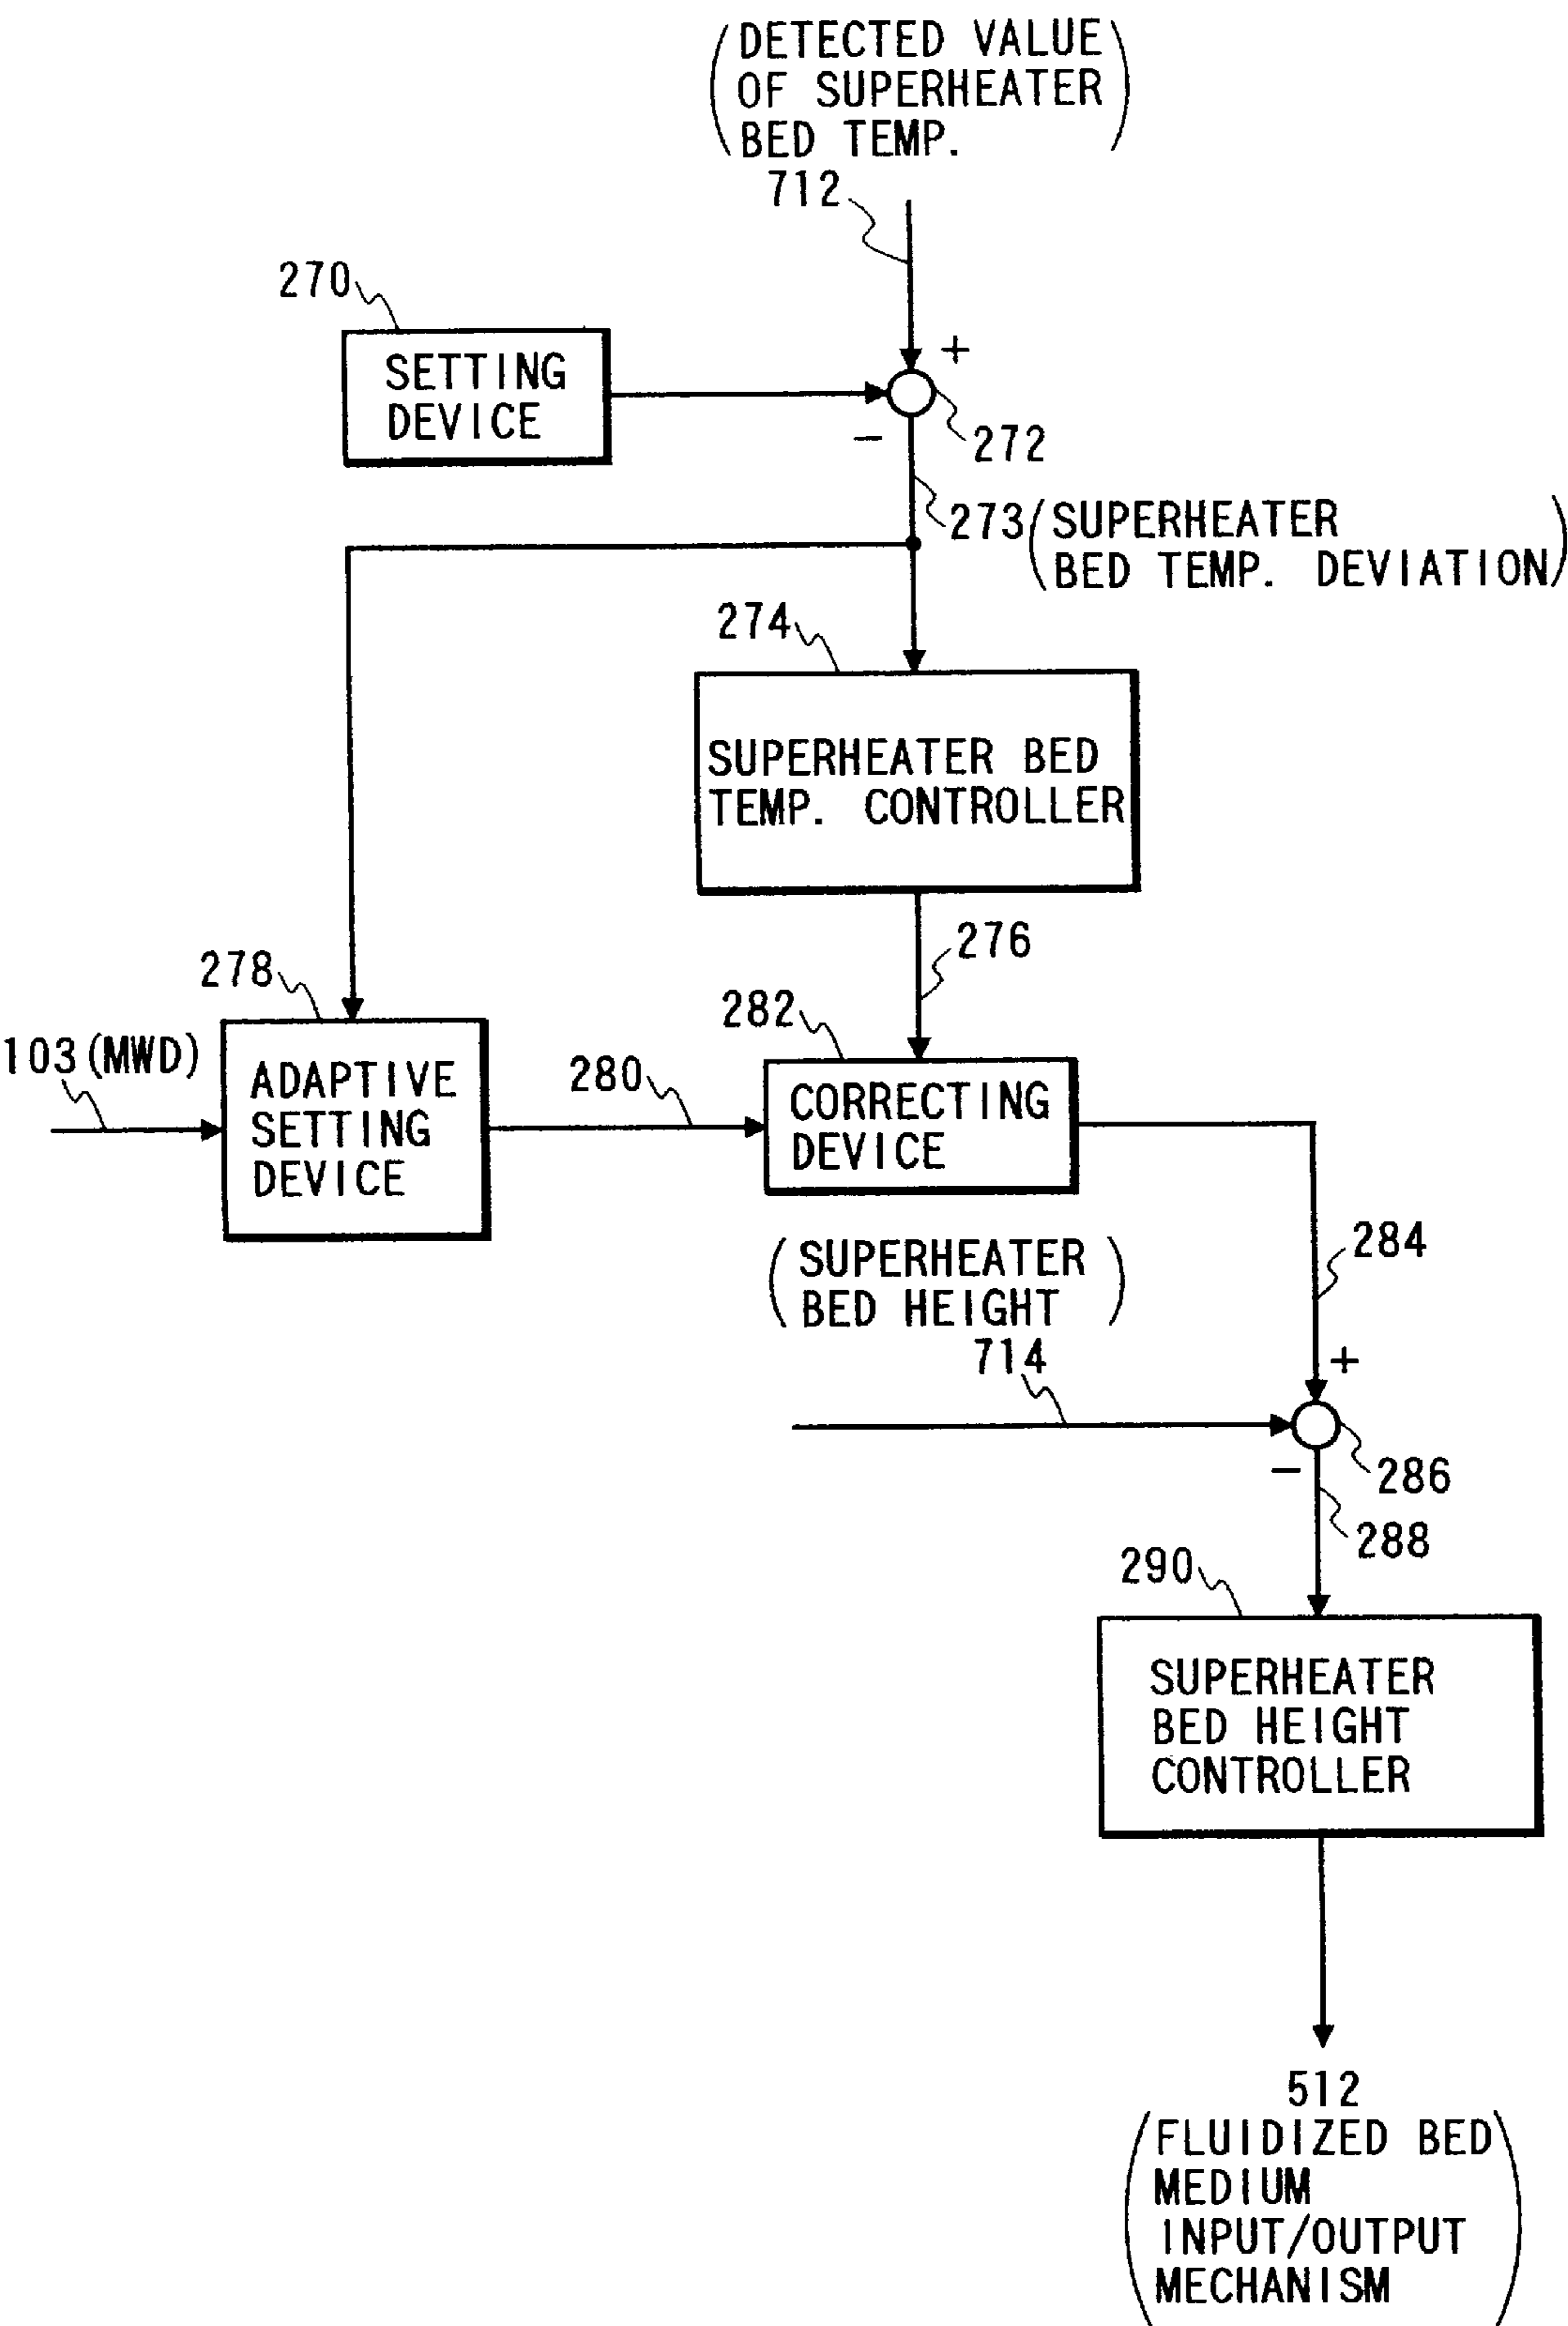 (DETECTED VALUE
OF SUPERHEATER
BED TEMP.)
712
270
SETTING
DEVICE
+
−
272
273 (SUPERHEATER
BED TEMP. DEVIATION)
274
SUPERHEATER BED
TEMP. CONTROLLER
276
278
282
103 (MWD)
ADAPTIVE
SETTING
DEVICE
280
CORRECTING
DEVICE
284
(SUPERHEATER
BED HEIGHT)
714
+
−
286
288
290
SUPERHEATER
BED HEIGHT
CONTROLLER
512
(FLUIDIZED BED
MEDIUM
INPUT/OUTPUT
MECHANISM)